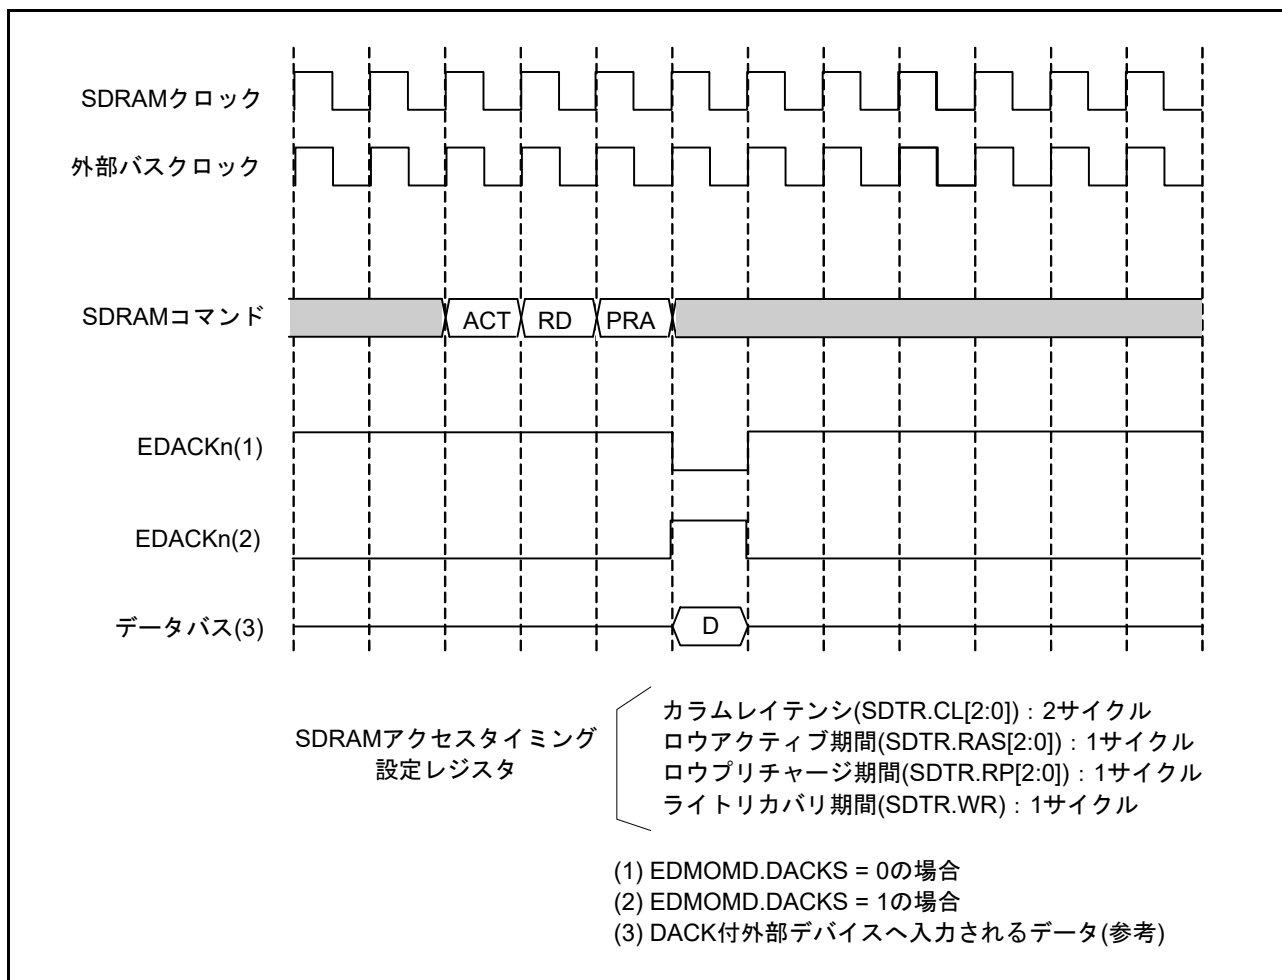 SDRAMクロック
外部バスクロック
SDRAMコマンド
ACT RD PRA
EDACKn(1)
EDACKn(2)
データバス(3)
D
SDRAMアクセスタイミング
設定レジスタ
カラムレイテンシ(SDTR.CL[2:0]):2サイクル
ロウアクティブ期間(SDTR.RAS[2:0]):1サイクル
ロウプリチャージ期間(SDTR.RP[2:0]):1サイクル
ライトリカバリ期間(SDTR.WR):1サイクル
(1) EDMOMD.DACKS = 0の場合
(2) EDMOMD.DACKS = 1の場合
(3) DACK付外部デバイスへ入力されるデータ(参考)